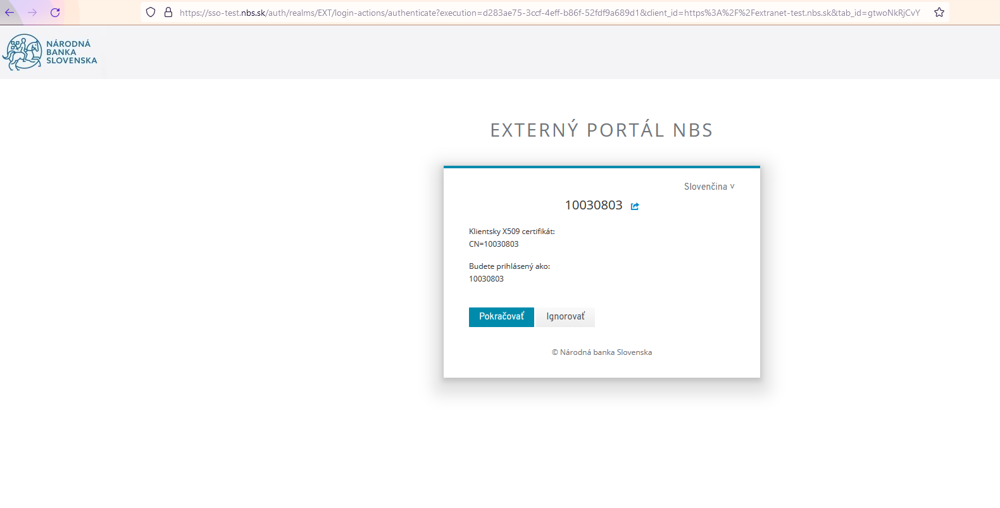 https://sso-test.nbs.sk/auth/realms/EXT/login-actions/authenticate?execution=d283ae75-3ccf-4eff-b86f-52fdf9a689d1&client_id=https%3A%2F%2Fextranet-test.nbs.sk&tab_id=gtwoNkRjCvY
NÁRODNÁ
BANKA
SLOVENSKA
EXTERNÝ PORTÁL NBS
Slovenčina v
10030803
Klientsky X509 certifikát:
CN=10030803
Budete prihlásený ako:
10030803
Pokračovať Ignorovať
© Národná banka Slovenska